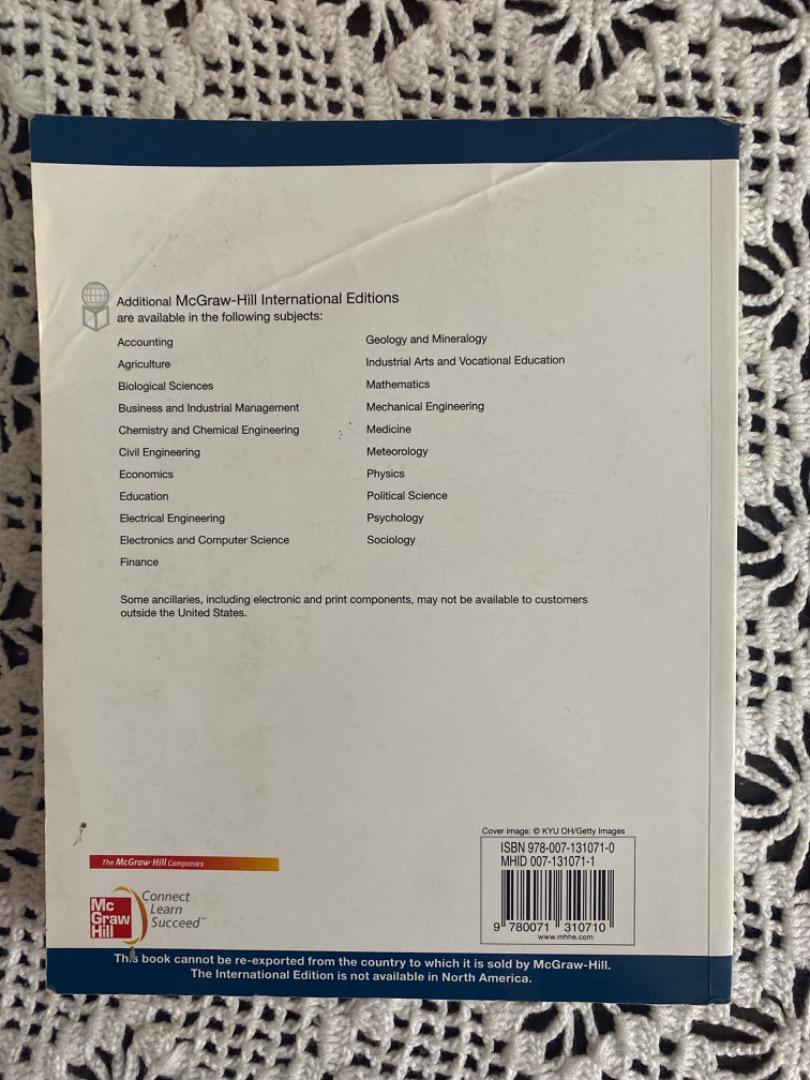 Additional McGraw-Hill International Editions
are available in the following subjects:
Accounting
Agriculture
Biological Sciences
Business and Industrial Management
Chemistry and Chemical Engineering
Civil Engineering
Economics
Education
Electrical Engineering
Electronics and Computer Science
Finance
Geology and Mineralogy
Industrial Arts and Vocational Education
Mathematics
Mechanical Engineering
Medicine
Meteorology
Physics
Political Science
Psychology
Sociology
Some ancillaries, including electronic and print components, may not be available to customers
outside the United States.
Cover image: © KYU OH/Getty Images
ISBN 978-007-131071-0
MHID 007-131071-1
9 780071 310710
www.mhhe.com
The McGraw-Hill Companies
Mc
Graw
Hill
Connect
Learn
Succeed™
This book cannot be re-exported from the country to which it is sold by McGraw-Hill.
The International Edition is not available in North America.